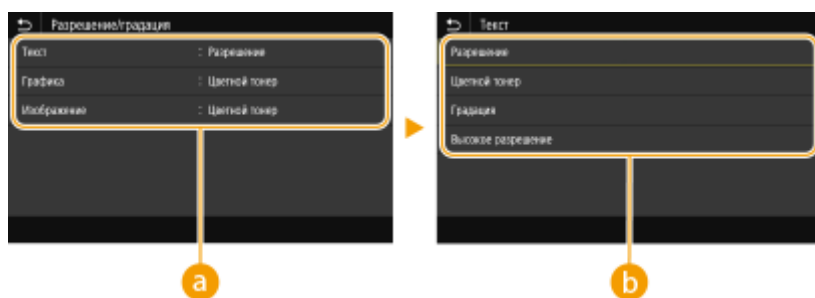 Разрешение/градация
Текст : Разрешение
Графика : Цветной тонер
Изображение : Цветной тонер
a
Текст
Разрешение
Цветной тонер
Градация
Высокое разрешение
b